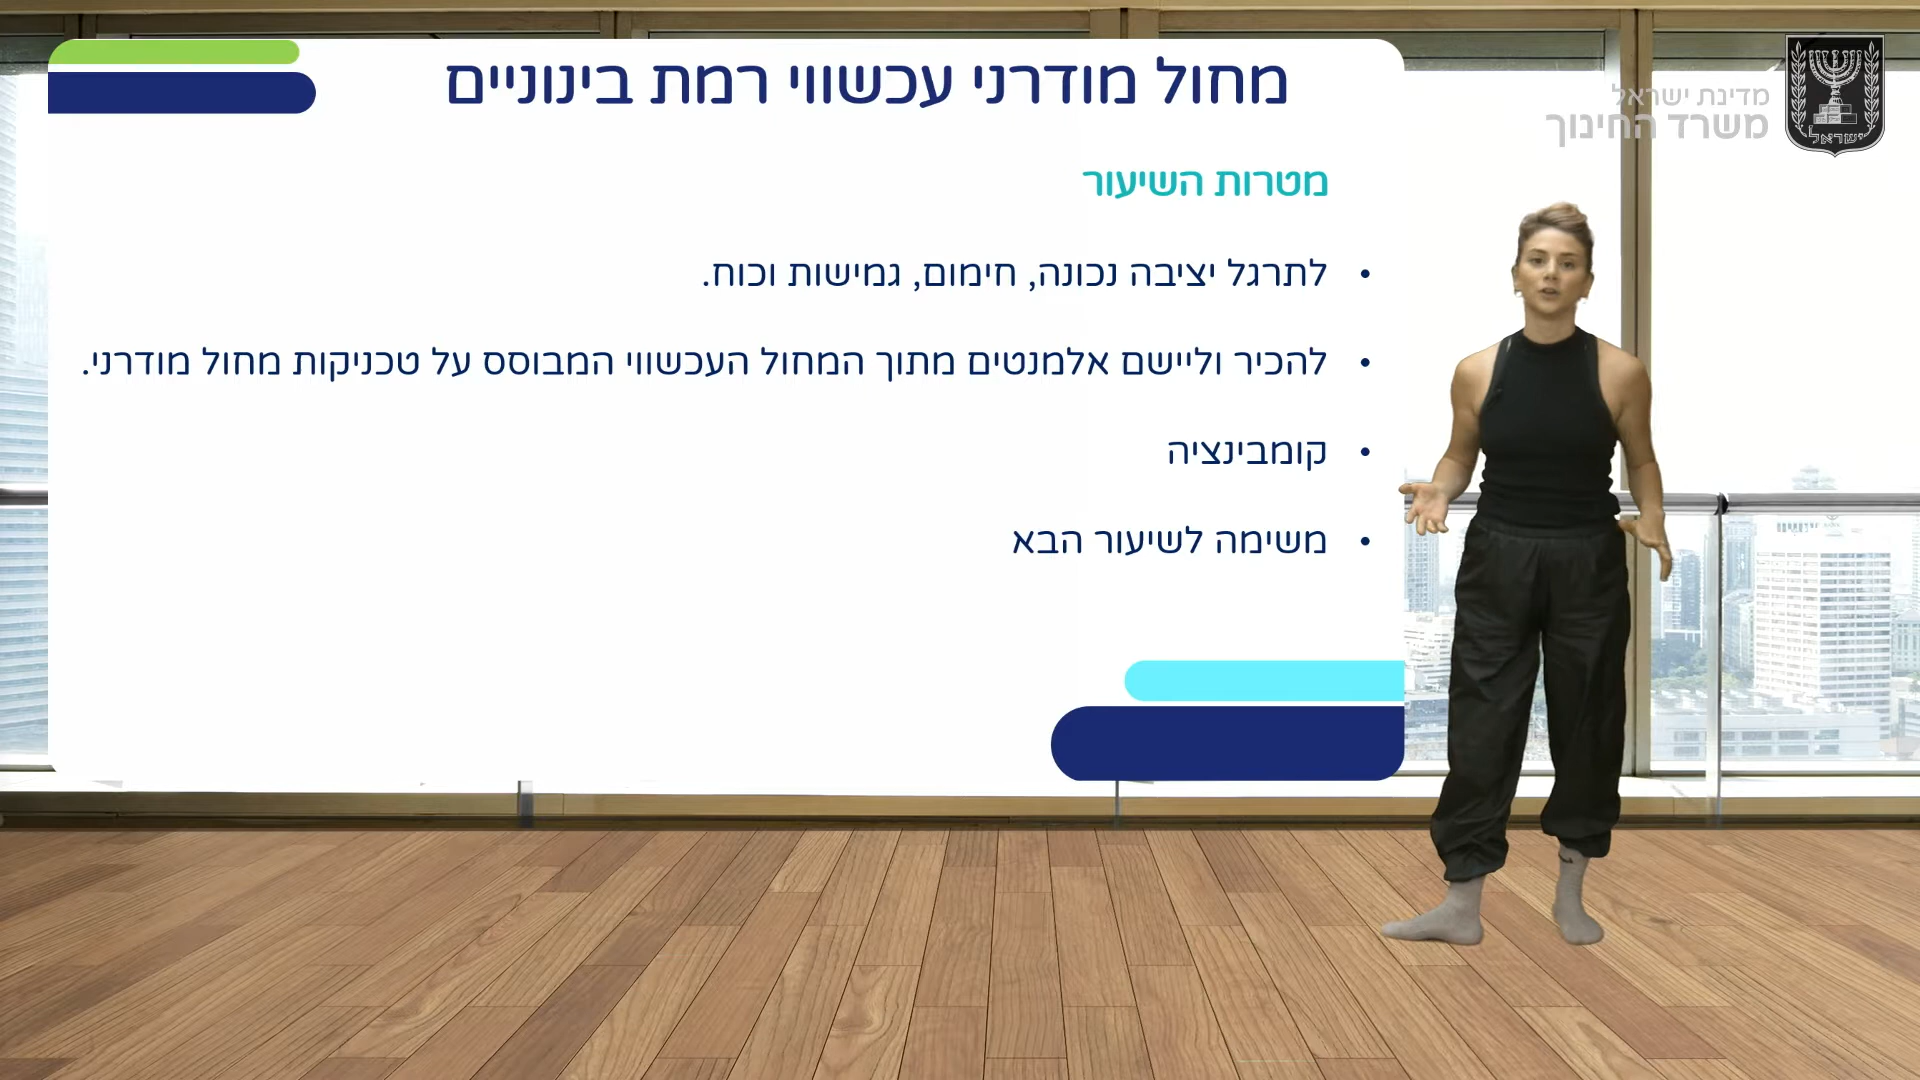 מחול מודרני עכשווי רמת בינוניים
מדינת ישראל
משרד החינוך
ישראל
מטרות השיעור
• לתרגל יציבה נכונה, חימום, גמישות וכוח.
• להכיר וליישם אלמנטים מתוך המחול העכשווי המבוסס על טכניקות מחול מודרני.
• קומבינציה
• משימה לשיעור הבא